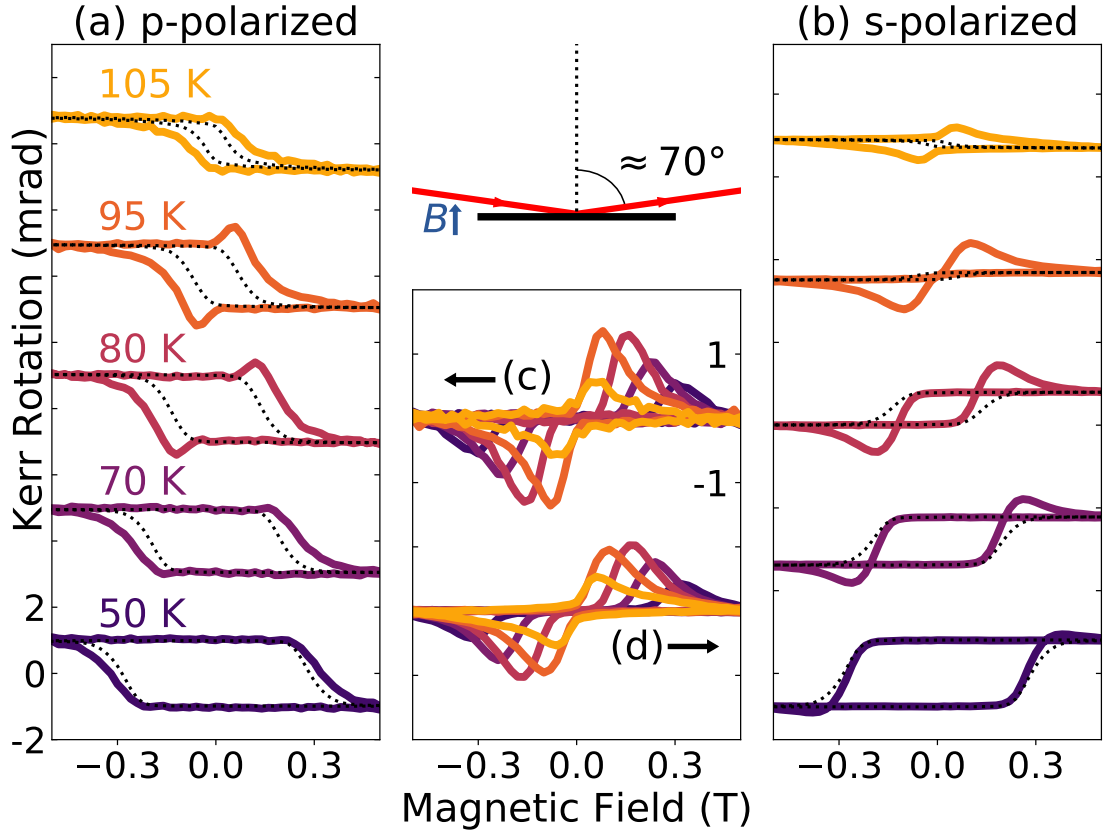 (a) p-polarized
(b) s-polarized
Kerr Rotation (mrad)
105 K
95 K
80 K
70 K
50 K
2
0
-2
−0.3 0.0 0.3
≈ 70°
B
(c)
1
-1
(d)
−0.3 0.0 0.3
−0.3 0.0 0.3
Magnetic Field (T)